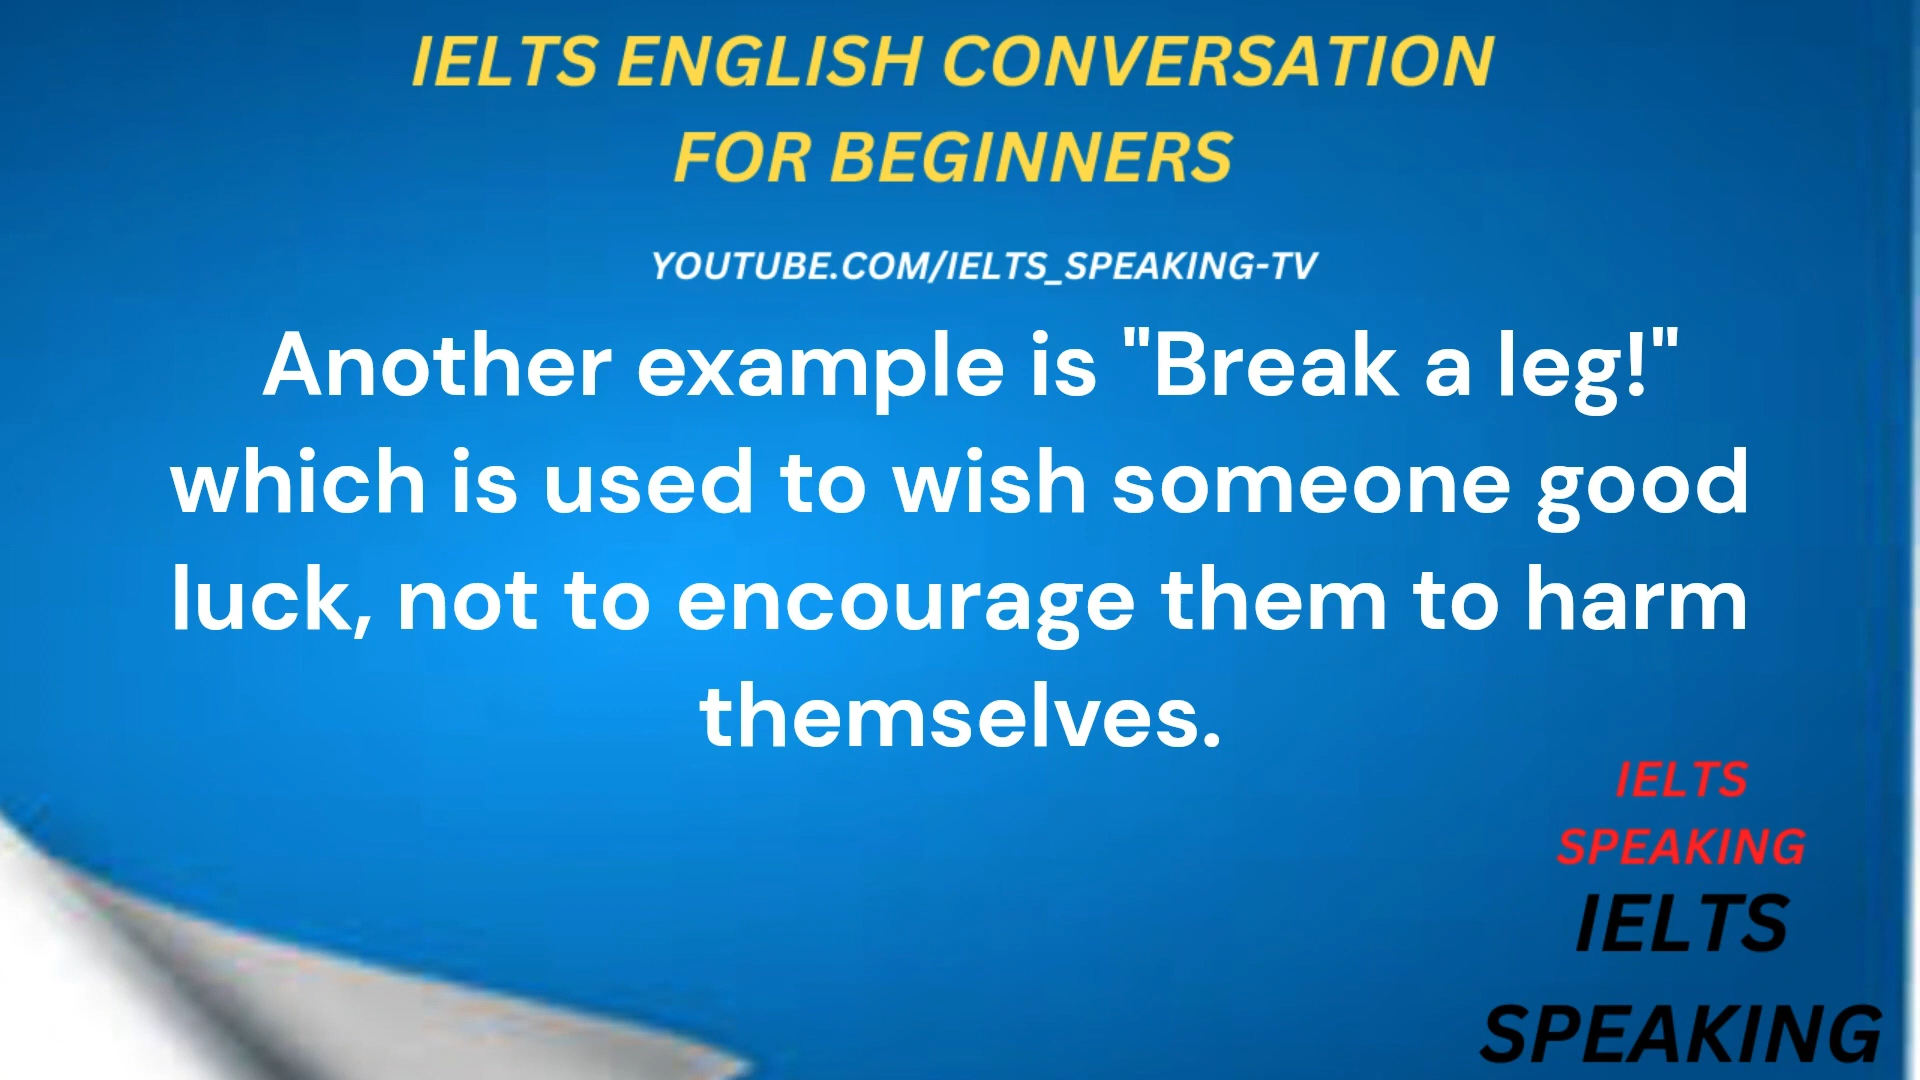 IELTS ENGLISH CONVERSATION
FOR BEGINNERS
YOUTUBE.COM/IELTS_SPEAKING-TV
Another example is "Break a leg!"
which is used to wish someone good
luck, not to encourage them to harm
themselves.
IELTS
SPEAKING
IELTS
SPEAKING